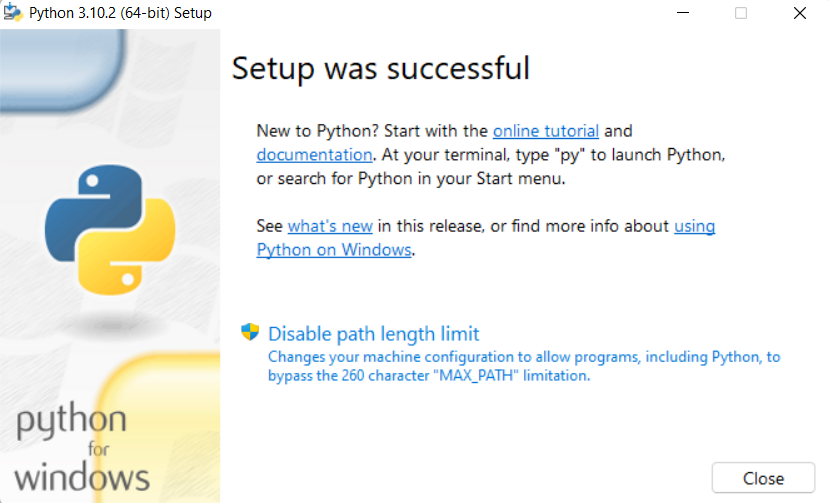 Python 3.10.2 (64-bit) Setup
Setup was successful
New to Python? Start with the online tutorial and
documentation. At your terminal, type "py" to launch Python,
or search for Python in your Start menu.
See what's new in this release, or find more info about using
Python on Windows.
Disable path length limit
Changes your machine configuration to allow programs, including Python, to
bypass the 260 character "MAX_PATH" limitation.
python
for
windows
Close